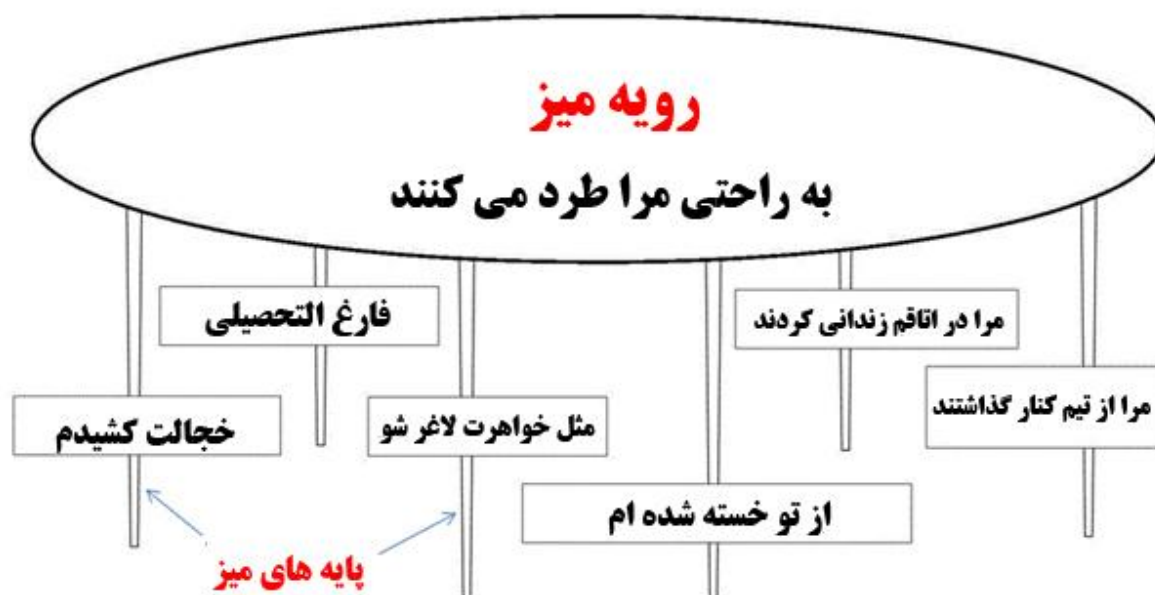 رویه میز
به راحتی مرا طرد می کنند
مرا در اتاقم زندانی کردند
فارغ التحصیلی
مرا از تیم کنار گذاشتند
مثل خواهرت لاغر شو
خجالت کشیدم
از تو خسته شده ام
پایه های میز